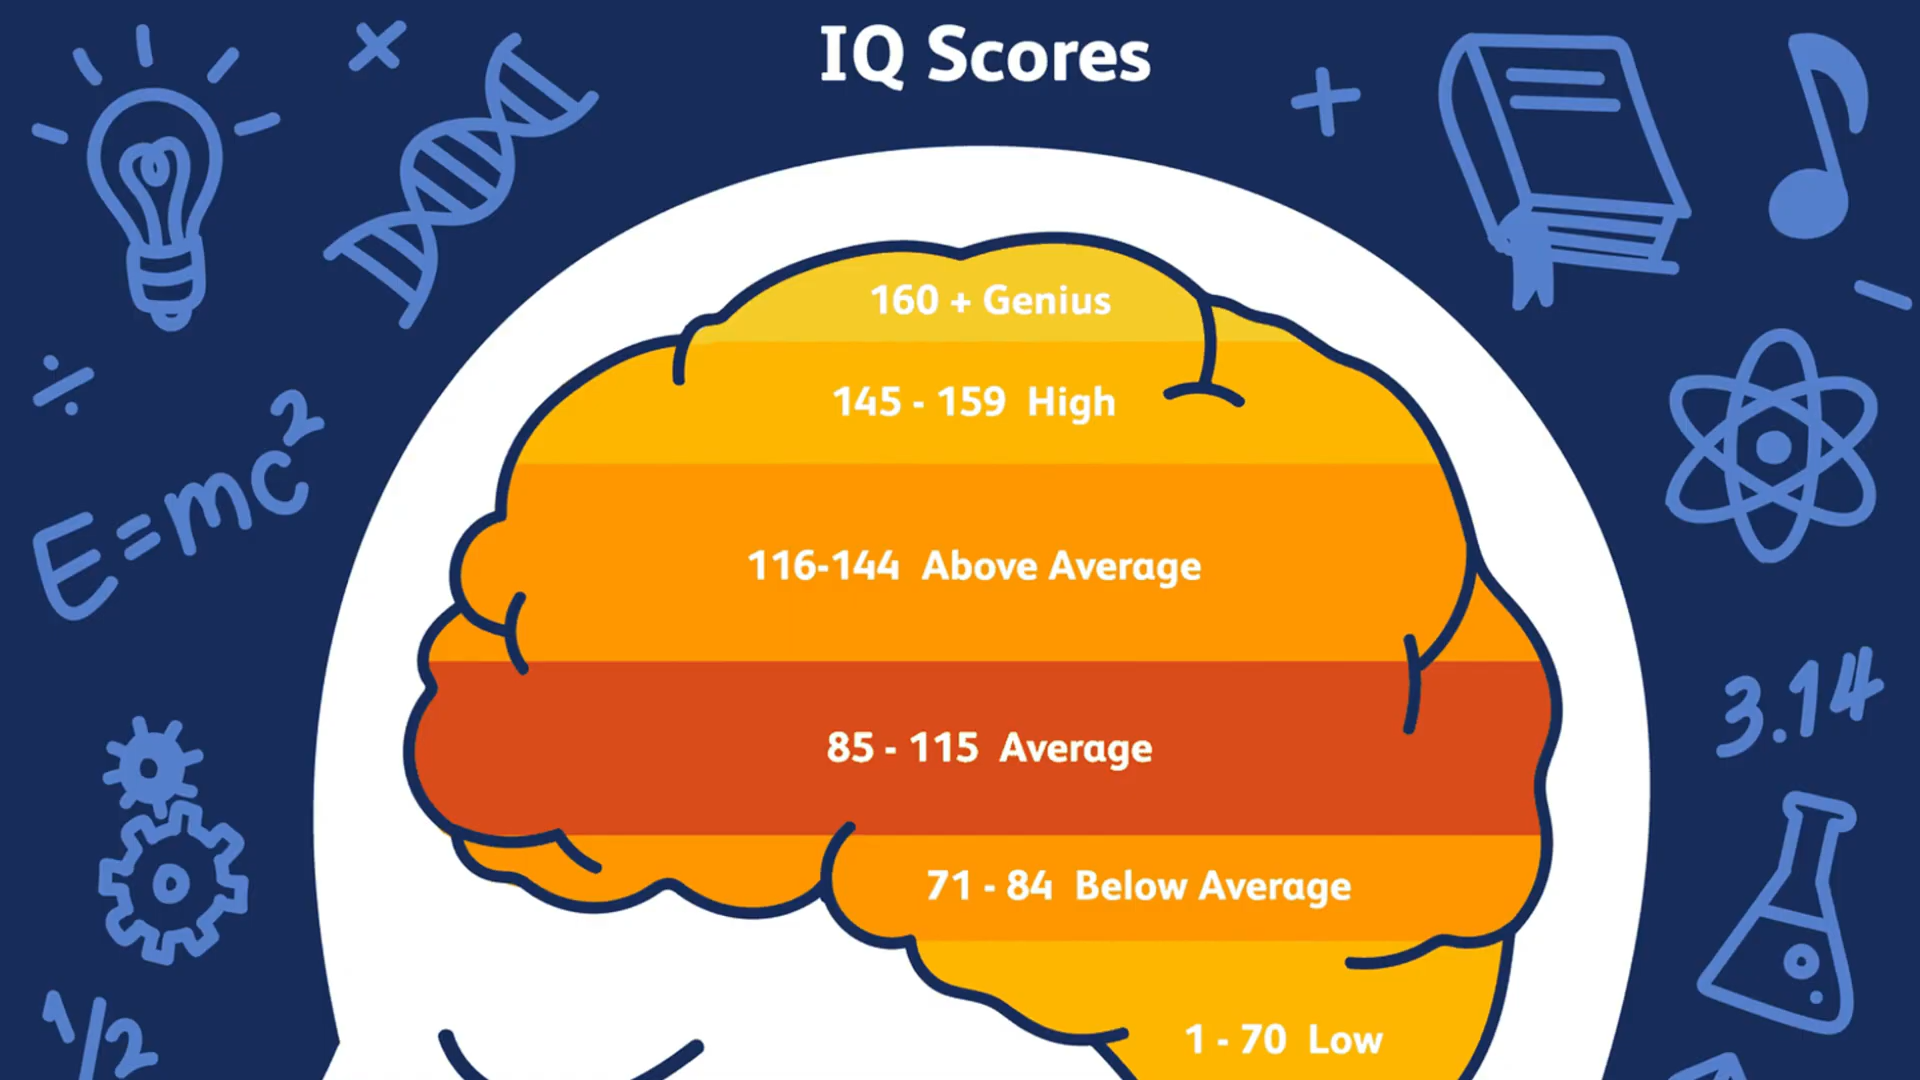 IQ Scores
160 + Genius
145 - 159 High
116-144 Above Average
E=mc²
85 - 115 Average
3.14
71 - 84 Below Average
1/2
1 - 70 Low